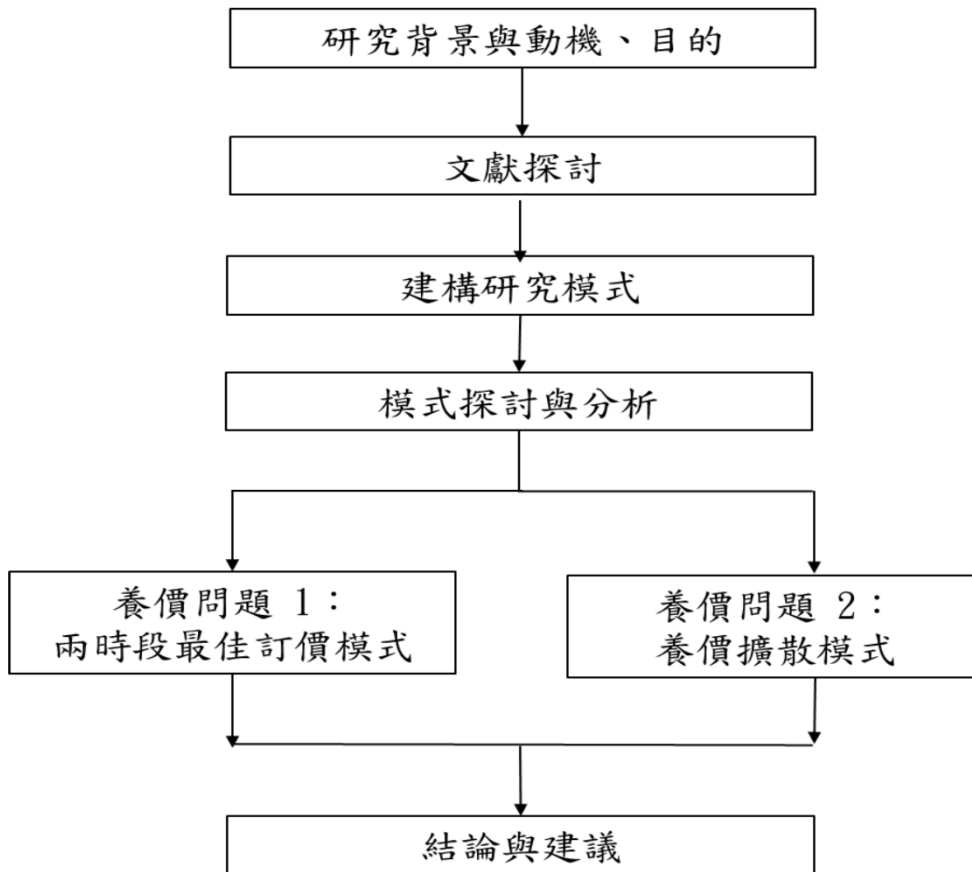 研究背景與動機、目的
文獻探討
建構研究模式
模式探討與分析
養價問題 1：
兩時段最佳訂價模式
養價問題 2：
養價擴散模式
結論與建議